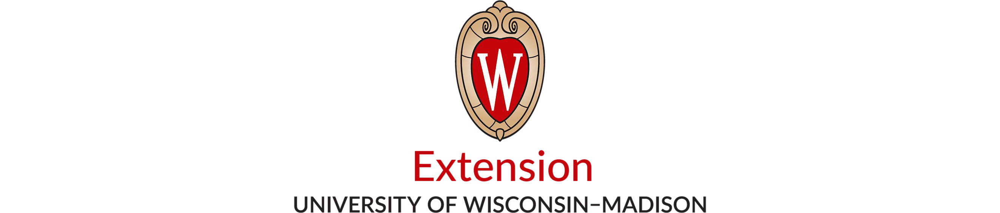 W
Extension
UNIVERSITY OF WISCONSIN–MADISON